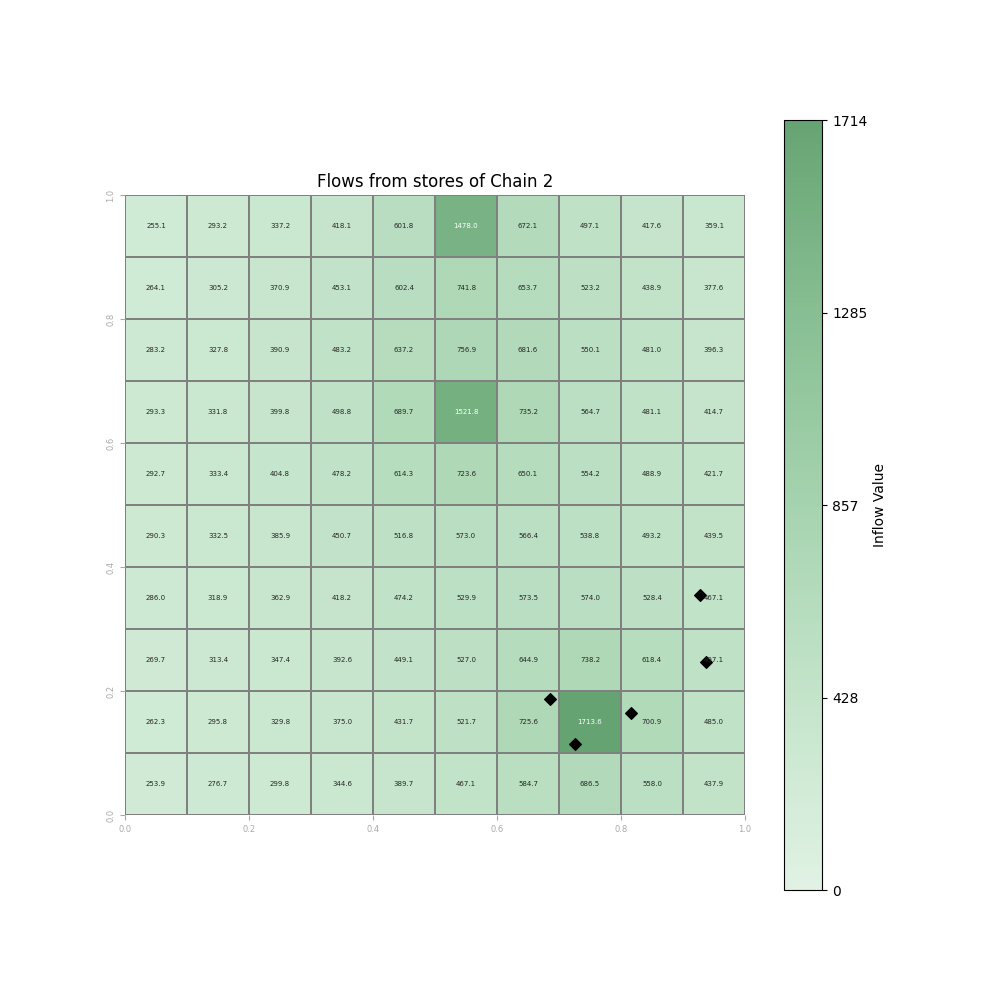 Flows from stores of Chain 2
1.0
255.1 293.2 337.2 418.1 601.8 1478.0 672.1 497.1 417.6 359.1
264.1 305.2 370.9 453.1 602.4 741.8 653.7 523.2 438.9 377.6
0.8
283.2 327.8 390.9 483.2 637.2 756.9 681.6 550.1 481.0 396.3
293.3 331.8 399.8 498.8 689.7 1521.8 735.2 564.7 481.1 414.7
0.6
292.7 333.4 404.8 478.2 614.3 723.6 650.1 554.2 488.9 421.7
290.3 332.5 385.9 450.7 516.8 573.0 566.4 538.8 493.2 439.5
0.4
286.0 318.9 362.9 418.2 474.2 529.9 573.5 574.0 528.4
269.7 313.4 347.4 392.6 449.1 527.0 644.9 738.2 618.4
0.2
262.3 295.8 329.8 375.0 431.7 521.7 725.6 1713.6 700.9 485.0
253.9 276.7 299.8 344.6 389.7 467.1 584.7 686.5 558.0 437.9
0.0
0.0 0.2 0.4 0.6 0.8 1.0
1714
1285
857
428
0
Inflow Value